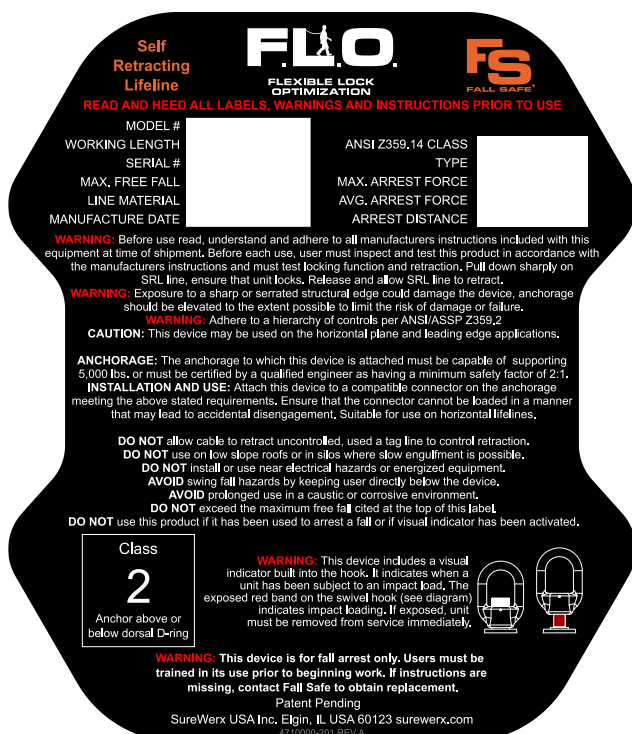 Self
Retracting
Lifeline
F.L.O.
FLEXIBLE LOCK
OPTIMIZATION
FS
FALL SAFE®
READ AND HEED ALL LABELS, WARNINGS AND INSTRUCTIONS PRIOR TO USE
MODEL #
WORKING LENGTH
SERIAL #
MAX. FREE FALL
LINE MATERIAL
MANUFACTURE DATE
ANSI Z359.14 CLASS
TYPE
MAX. ARREST FORCE
AVG. ARREST FORCE
ARREST DISTANCE
WARNING: Before use read, understand and adhere to all manufacturers instructions included with this
equipment at time of shipment. Before each use, user must inspect and test this product in accordance with
the manufacturers instructions and must test locking function and retraction. Pull down sharply on
SRL line, ensure that unit locks. Release and allow SRL line to retract.
WARNING: Exposure to a sharp or serrated structural edge could damage the device, anchorage
should be elevated to the extent possible to limit the risk of damage or failure.
WARNING: Adhere to a hierarchy of controls per ANSI/ASSP Z359.2
CAUTION: This device may be used on the horizontal plane and leading edge applications.
ANCHORAGE: The anchorage to which this device is attached must be capable of supporting
5,000 lbs. or must be certified by a qualified engineer as having a minimum safety factor of 2:1.
INSTALLATION AND USE: Attach this device to a compatible connector on the anchorage
meeting the above stated requirements. Ensure that the connector cannot be loaded in a manner
that may lead to accidental disengagement. Suitable for use on horizontal lifelines.
DO NOT allow cable to retract uncontrolled, used a tag line to control retraction.
DO NOT use on low slope roofs or in silos where slow engulfment is possible.
DO NOT install or use near electrical hazards or energized equipment.
AVOID swing fall hazards by keeping user directly below the device.
AVOID prolonged use in a caustic or corrosive environment.
DO NOT exceed the maximum free fall cited at the top of this label.
DO NOT use this product if it has been used to arrest a fall or if visual indicator has been activated.
Class
2
Anchor above or
below dorsal D-ring
WARNING: This device includes a visual
indicator built into the hook. It indicates when a
unit has been subject to an impact load. The
exposed red band on the swivel hook (see diagram)
indicates impact loading. If exposed, unit
must be removed from service immediately.
WARNING: This device is for fall arrest only. Users must be
trained in its use prior to beginning work. If instructions are
missing, contact Fall Safe to obtain replacement.
Patent Pending
SureWerx USA Inc. Elgin, IL USA 60123 surewerx.com
4710000-201 REV A